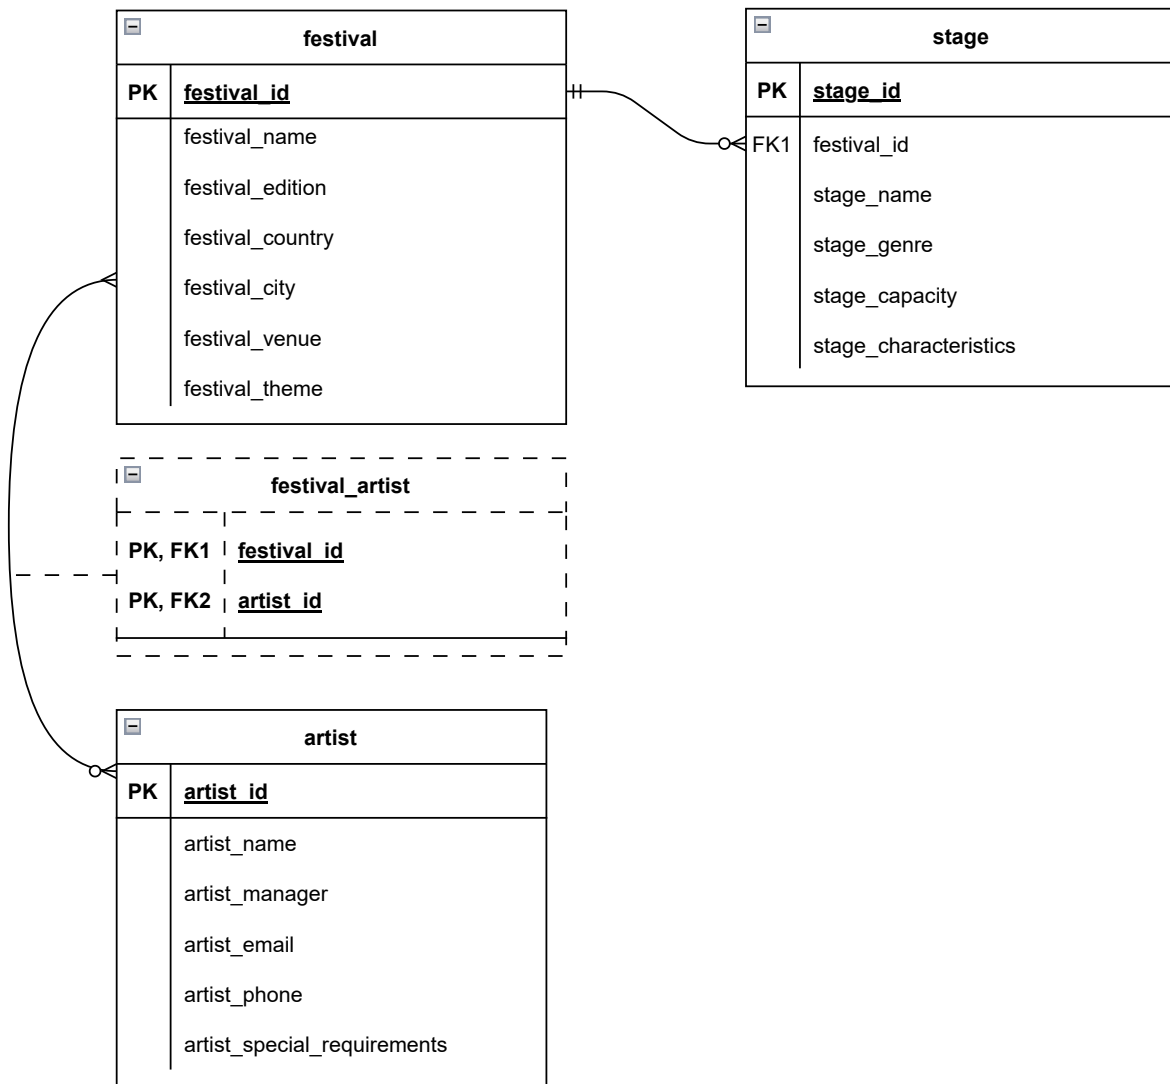 festival
PK festival_id
festival_name
festival_edition
festival_country
festival_city
festival_venue
festival_theme
stage
PK stage_id
FK1 festival_id
stage_name
stage_genre
stage_capacity
stage_characteristics
festival_artist
PK, FK1 festival_id
PK, FK2 artist_id
artist
PK artist_id
artist_name
artist_manager
artist_email
artist_phone
artist_special_requirements